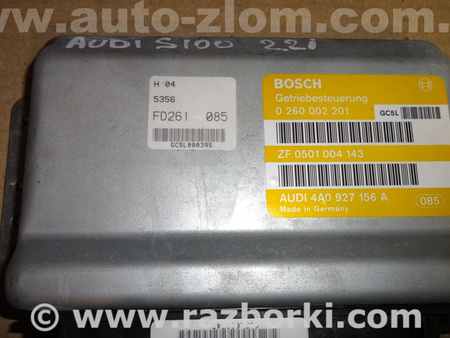 www.auto-zlom.com.
AUDI S100 2.2i
H 04
5356
FD261 085
GC5L000395
BOSCH
Getriebesteuerung
0 260 002 201
GC5L
ZF 0501 004 143
AUDI 4A0 927 156 A
Made in Germany
085
© www.razborki.com